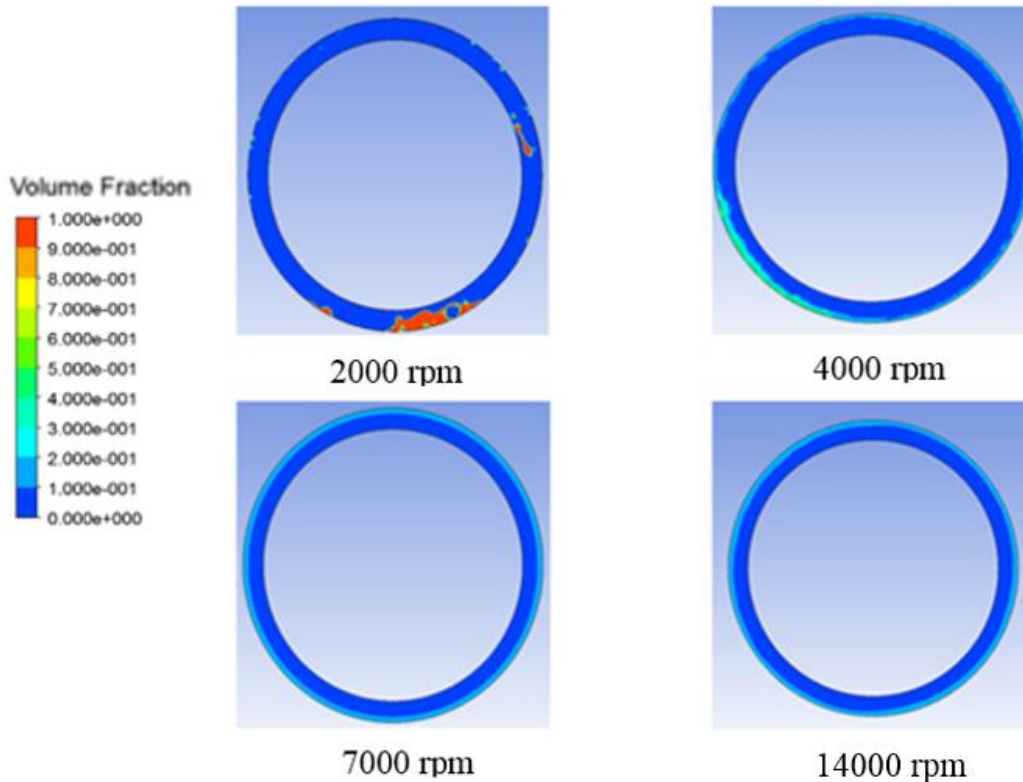 Volume Fraction
1.000e+000
9.000e-001
8.000e-001
7.000e-001
6.000e-001
5.000e-001
4.000e-001
3.000e-001
2.000e-001
1.000e-001
0.000e+000
2000 rpm
4000 rpm
7000 rpm
14000 rpm